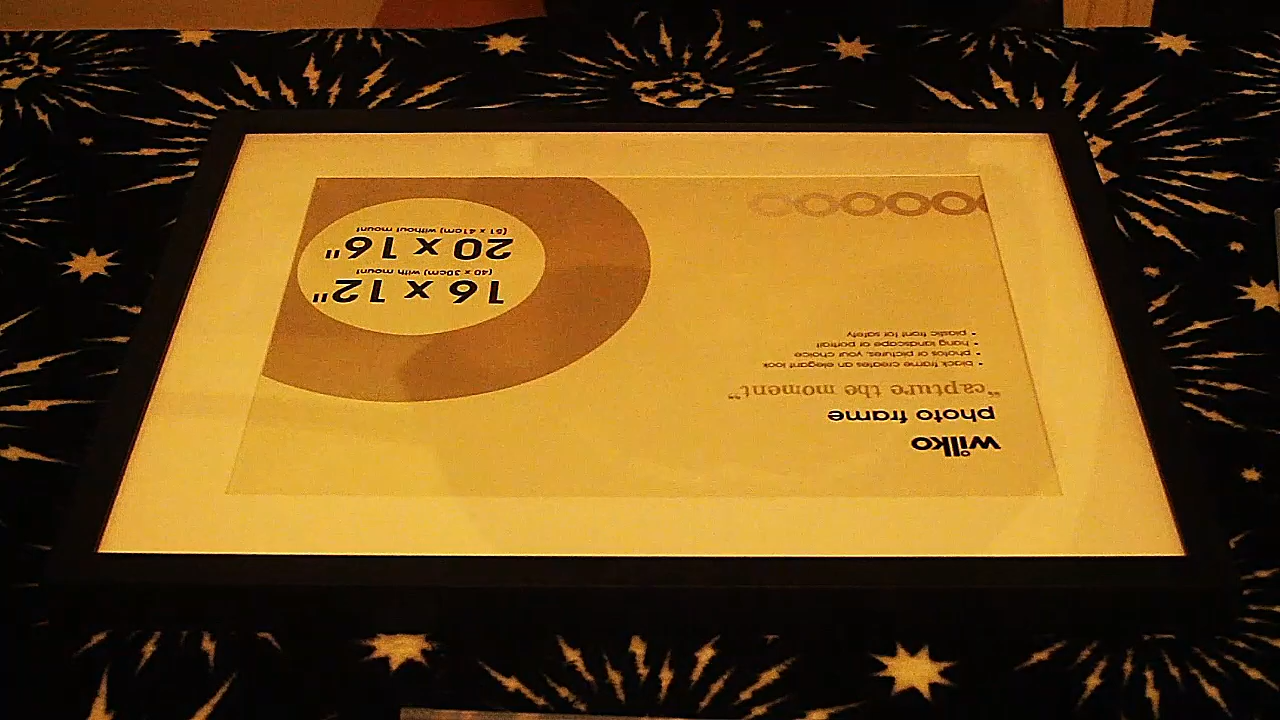 wilko
photo frame
"capture the moment"
• black frame creates an elegant look
• photos or pictures, your choice
• hang landscape or portrait
• plastic front for safety
16 x 12"
(40 x 30cm) with mount
20 x 16"
(51 x 41cm) without mount